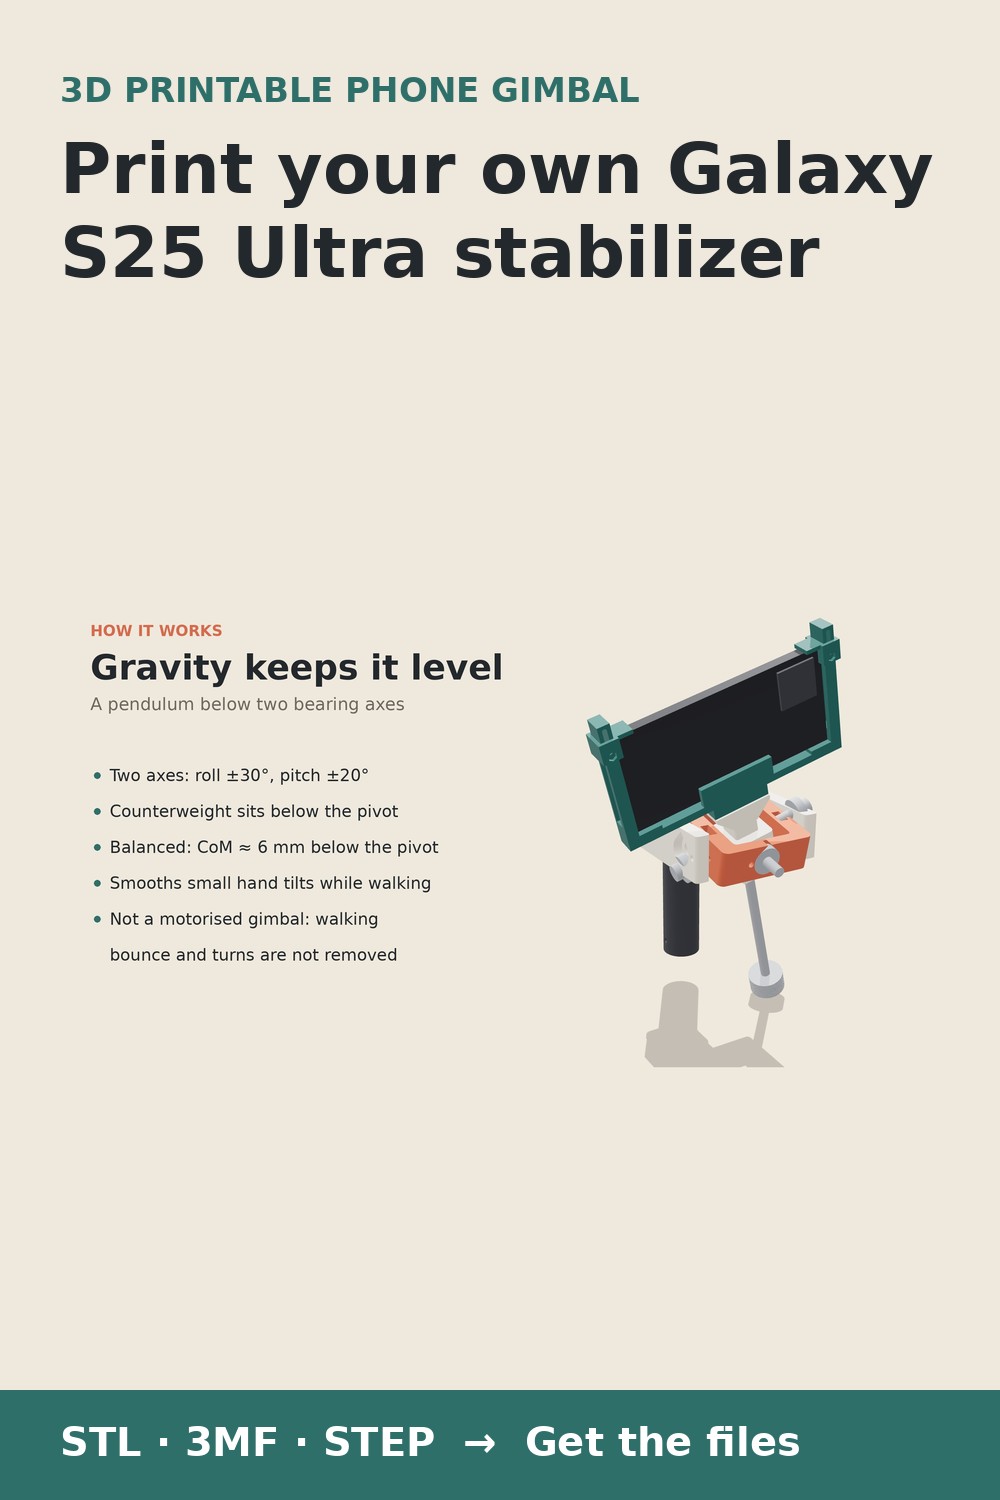 3D PRINTABLE PHONE GIMBAL
Print your own Galaxy
S25 Ultra stabilizer
HOW IT WORKS
Gravity keeps it level
A pendulum below two bearing axes
• Two axes: roll ±30°, pitch ±20°
• Counterweight sits below the pivot
• Balanced: CoM ≈ 6 mm below the pivot
• Smooths small hand tilts while walking
• Not a motorised gimbal: walking
bounce and turns are not removed
STL · 3MF · STEP → Get the files